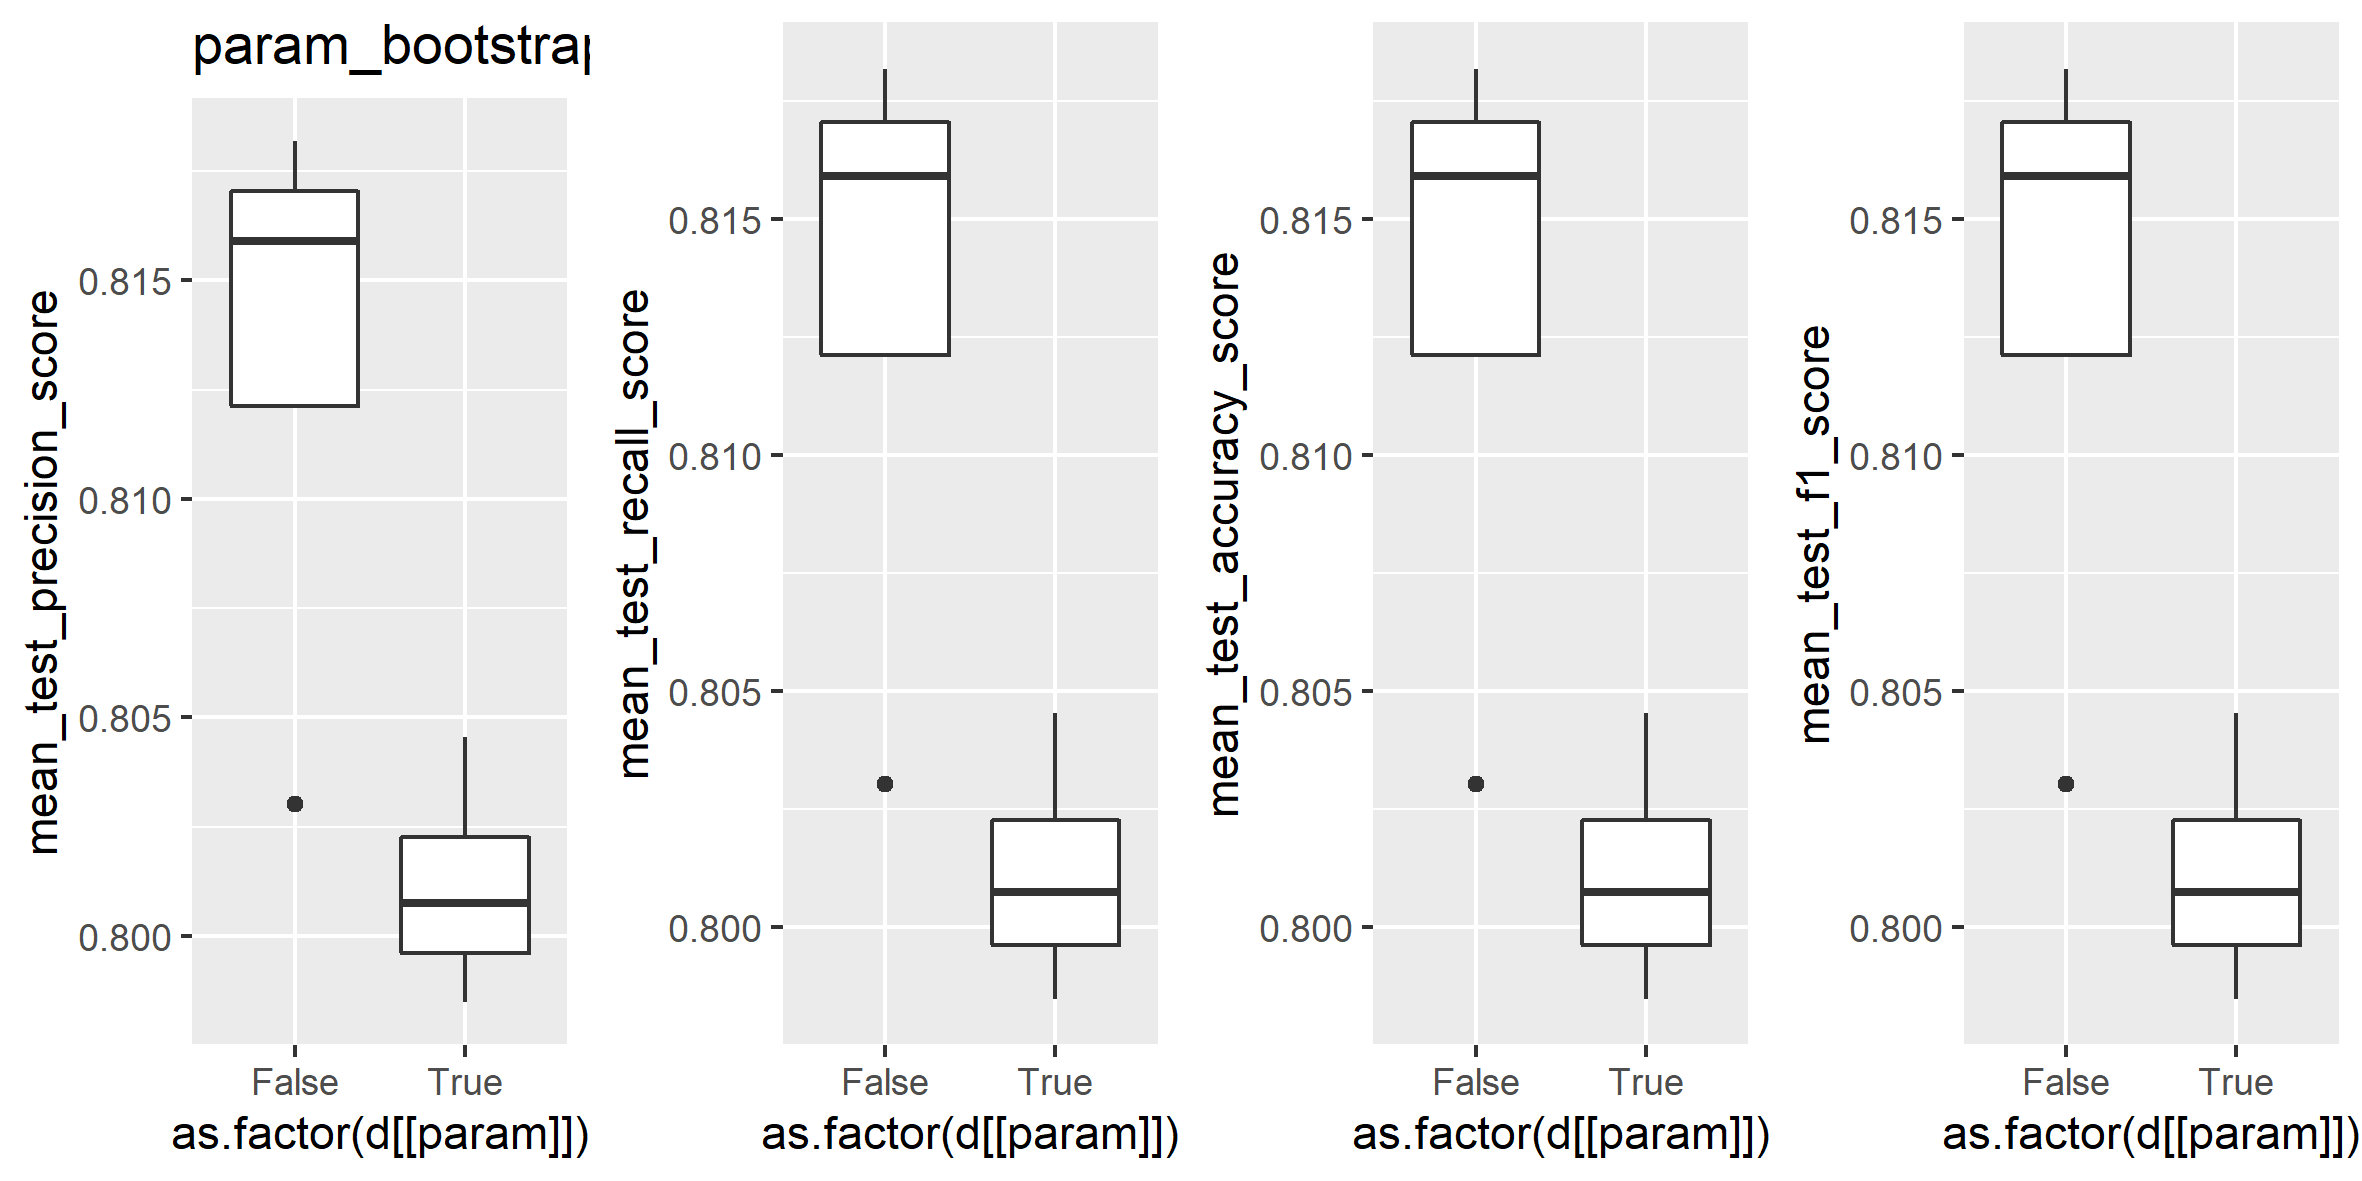 param_bootstrap
mean_test_precision_score
0.815
0.810
0.805
0.800
False True
as.factor(d[[param]])
mean_test_recall_score
0.815
0.810
0.805
0.800
False True
as.factor(d[[param]])
mean_test_accuracy_score
0.815
0.810
0.805
0.800
False True
as.factor(d[[param]])
mean_test_f1_score
0.815
0.810
0.805
0.800
False True
as.factor(d[[param]])